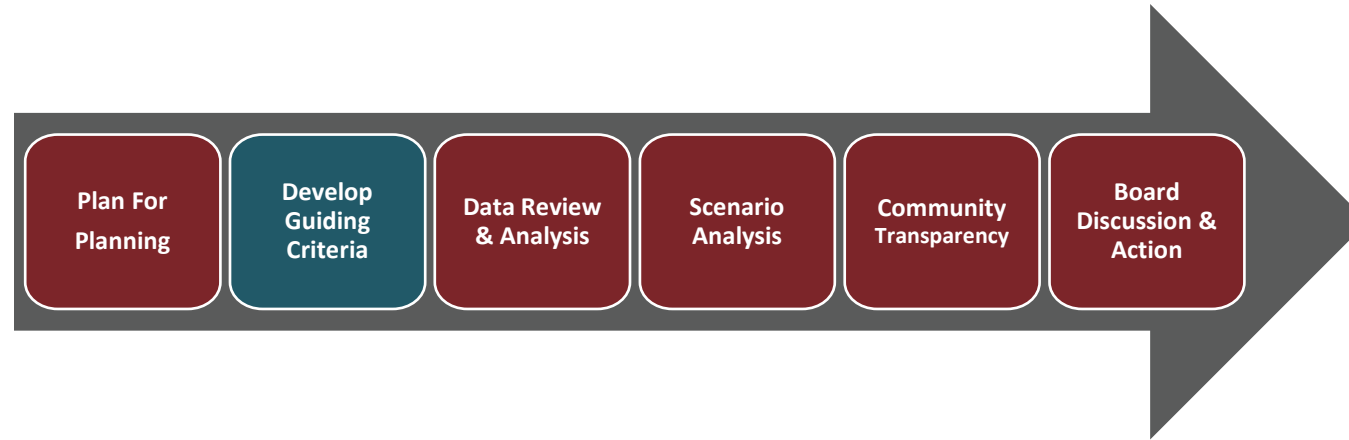 Plan For
Planning
Develop
Guiding
Criteria
Data Review
& Analysis
Scenario
Analysis
Community
Transparency
Board
Discussion &
Action